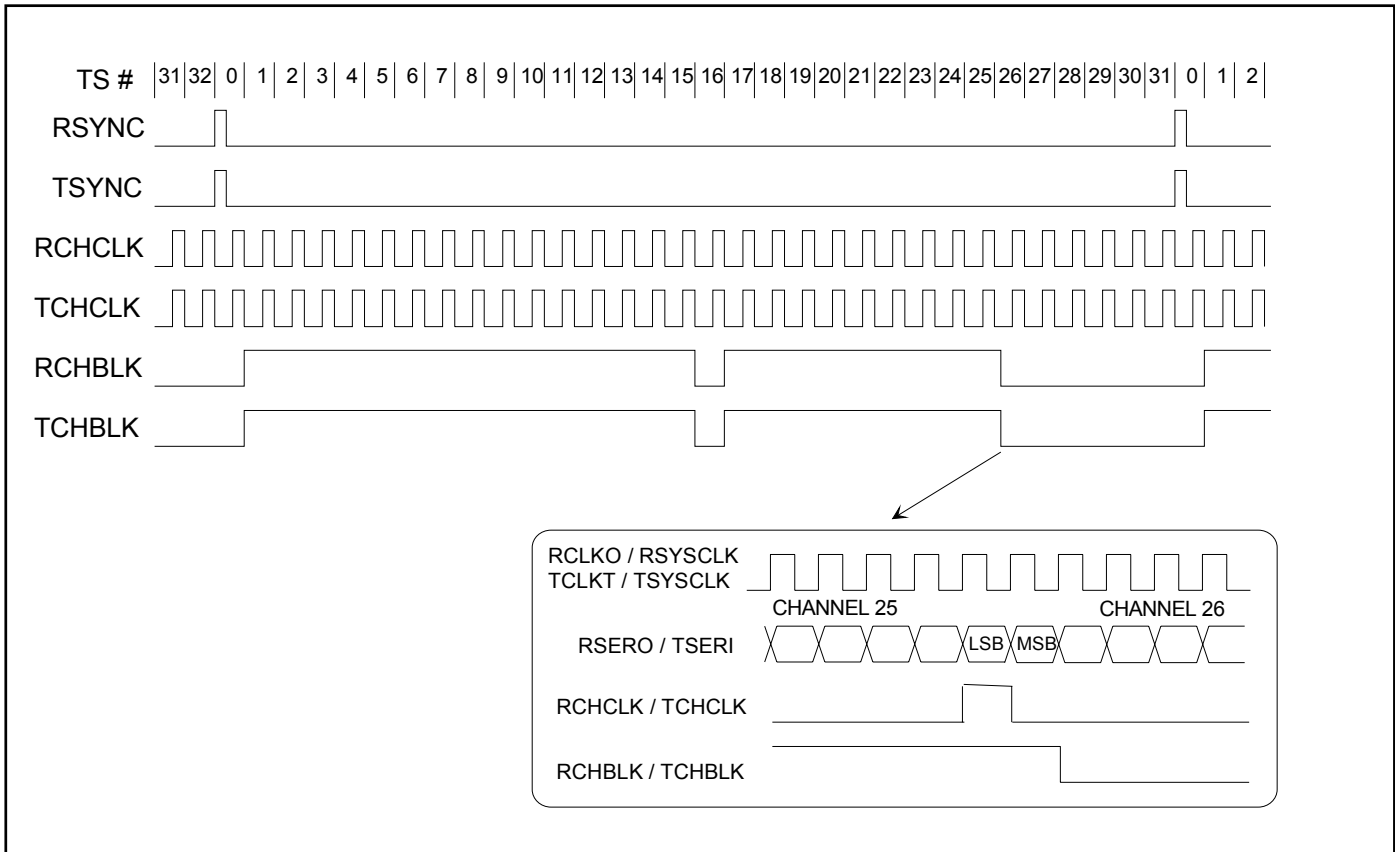 TS # 31 32 0 1 2 3 4 5 6 7 8 9 10 11 12 13 14 15 16 17 18 19 20 21 22 23 24 25 26 27 28 29 30 31 0 1 2
RSYNC
TSYNC
RCHCLK
TCHCLK
RCHBLK
TCHBLK
RCLKO / RSYSCLK
TCLKT / TSYSCLK
CHANNEL 25 CHANNEL 26
RSERO / TSERI LSB MSB
RCHCLK / TCHCLK
RCHBLK / TCHBLK